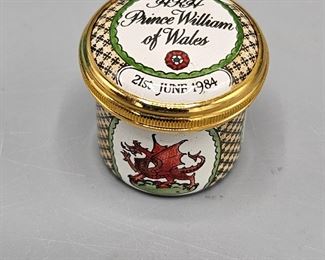 HRH
Prince William
of Wales
21st JUNE 1984